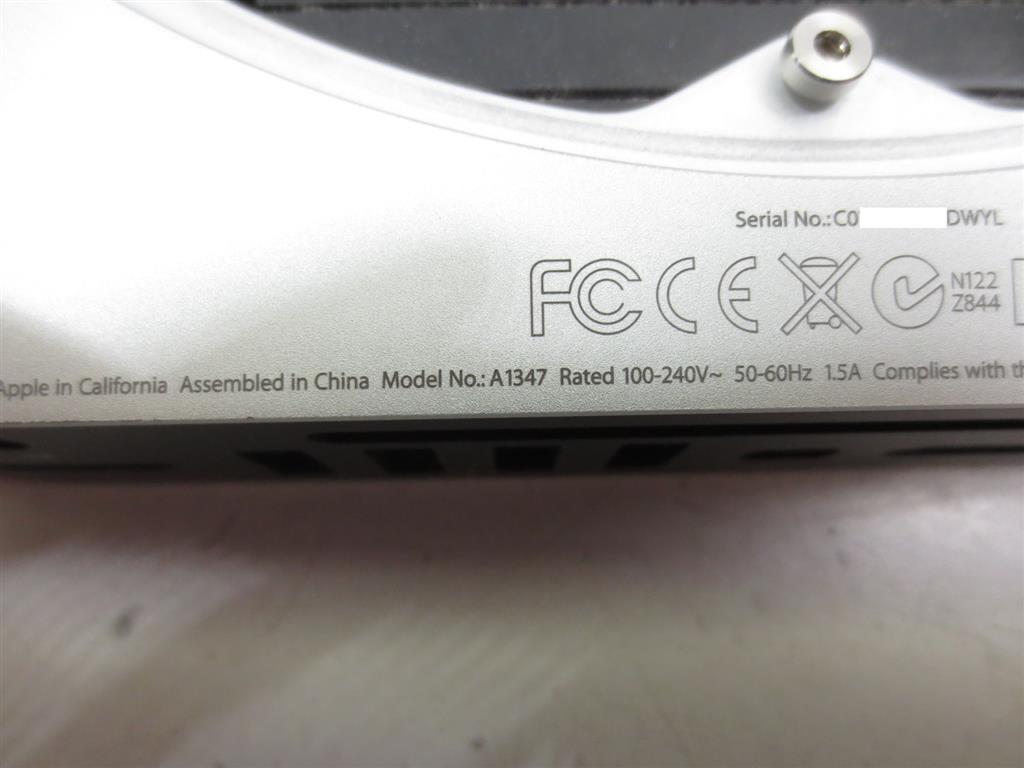 Serial No.: C0 DWYL
FC CE N122
Z844
Apple in California Assembled in China Model No.: A1347 Rated 100-240V~ 50-60Hz 1.5A Complies with th